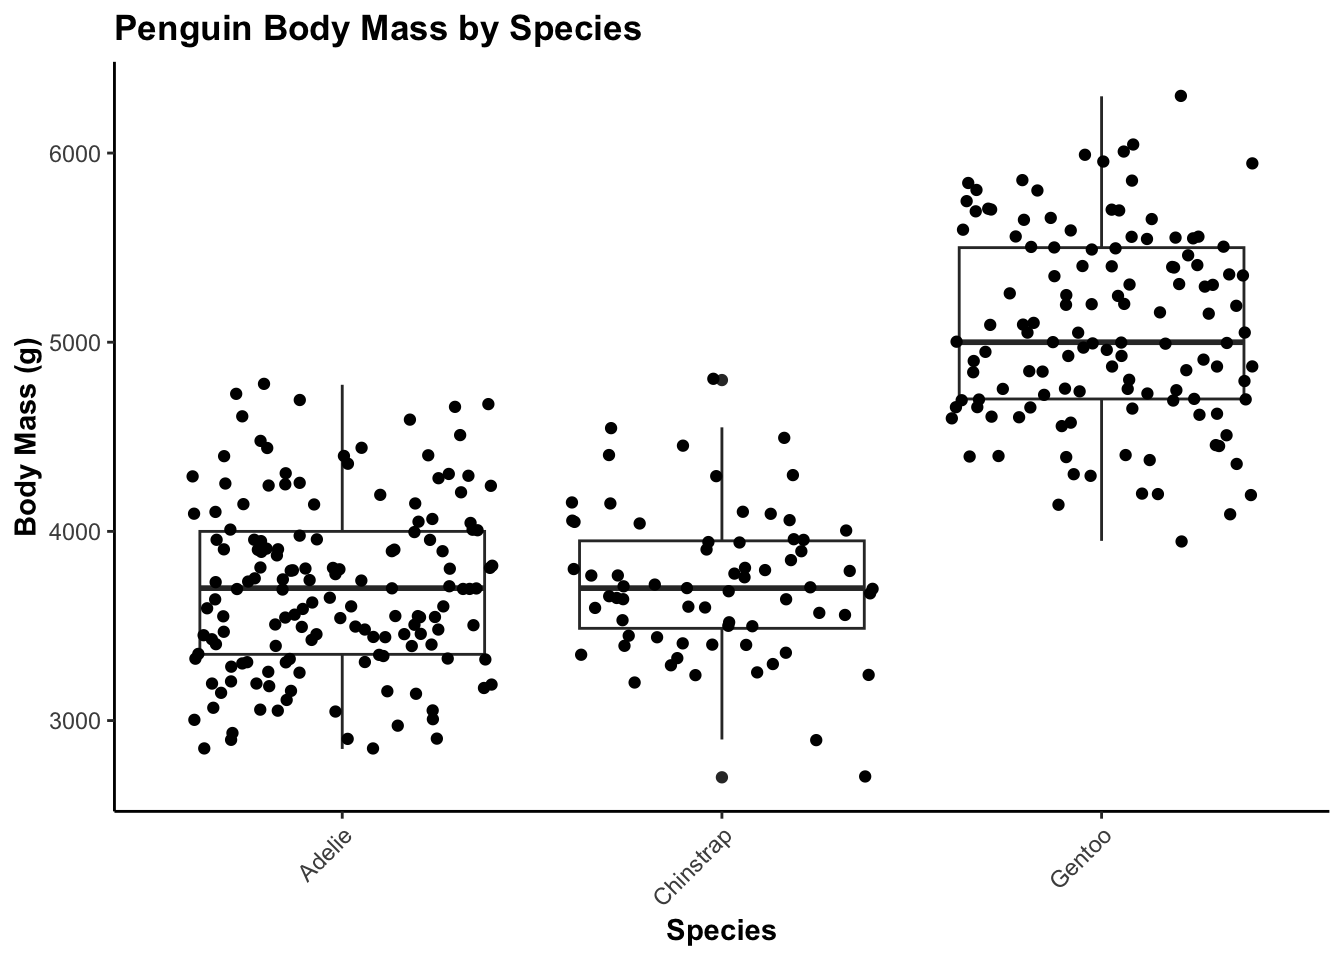 Penguin Body Mass by Species
Body Mass (g)
6000
5000
4000
3000
Adelie
Chinstrap
Gentoo
Species